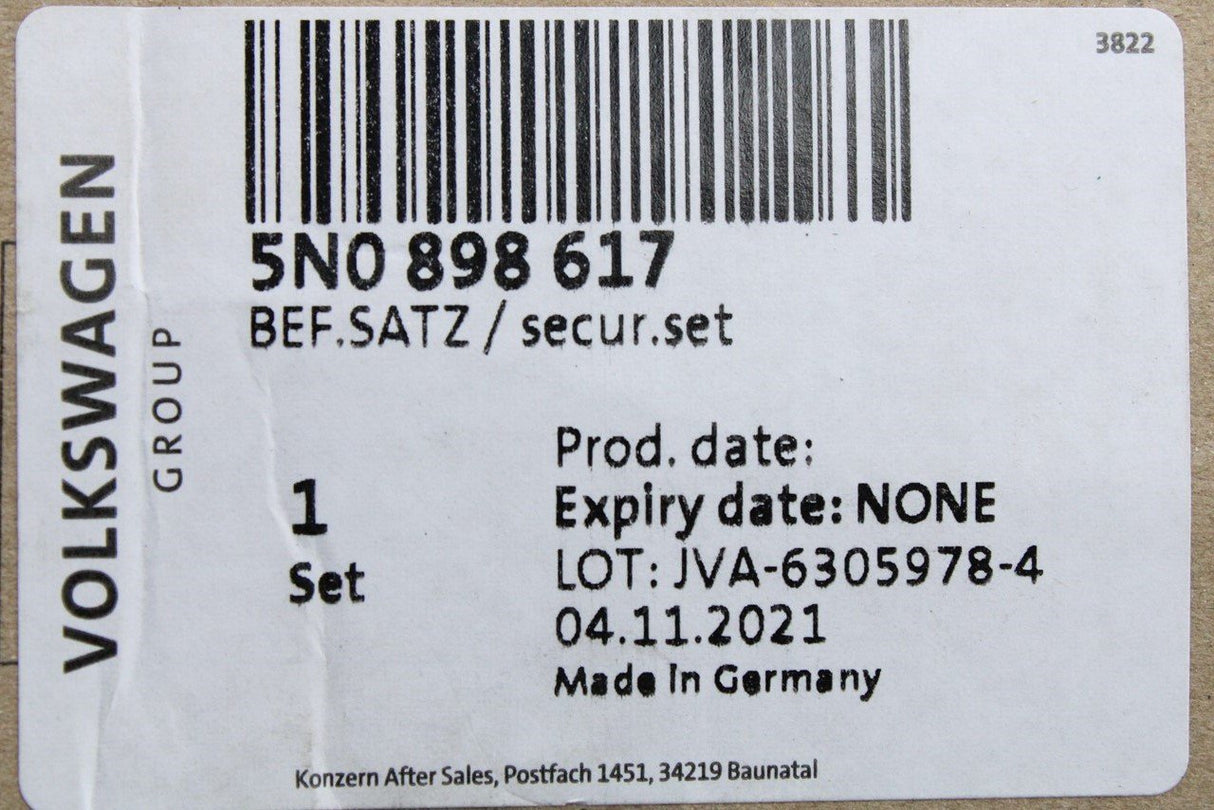 3822
VOLKSWAGEN
GROUP
5N0 898 617
BEF.SATZ / secur.set
1
Set
Prod. date:
Expiry date: NONE
LOT: JVA-6305978-4
04.11.2021
Made in Germany
Konzern After Sales, Postfach 1451, 34219 Baunatal